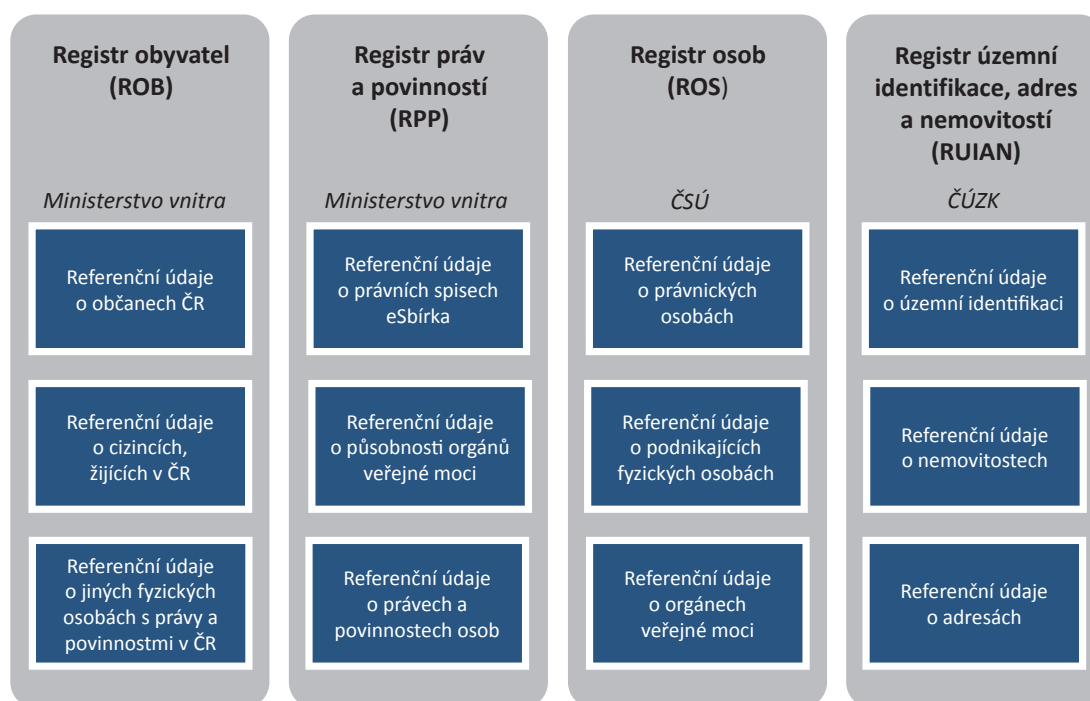 Registr obyvatel
(ROB)
Ministerstvo vnitra
Referenční údaje
o občanech ČR
Referenční údaje
o cizincích,
žijících v ČR
Referenční údaje
o jiných fyzických
osobách s právy a
povinnostmi v ČR
Registr práv
a povinností
(RPP)
Ministerstvo vnitra
Referenční údaje
o právních spisech
eSbírka
Referenční údaje
o působnosti orgánů
veřejné moci
Referenční údaje
o právech a
povinnostech osob
Registr osob
(ROS)
ČSÚ
Referenční údaje
o právnických
osobách
Referenční údaje
o podnikajících
fyzických osobách
Referenční údaje
o orgánech
veřejné moci
Registr územní
identifikace, adres
a nemovitostí
(RUIAN)
ČÚZK
Referenční údaje
o územní identifikaci
Referenční údaje
o nemovitostech
Referenční údaje
o adresách